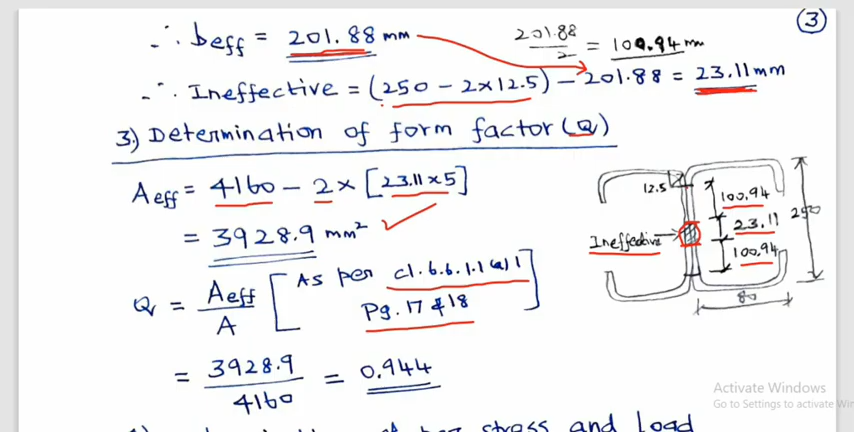 3
∴ beff = 201.88 mm
201.88/2 = 100.94 mm
∴ Ineffective = (250 - 2×12.5) - 201.88 = 23.11 mm
3) Determination of form factor (Q)
Aeff = 4160 - 2 × [23.11 × 5]
= 3928.9 mm²
Q = Aeff/A [As per cl. 6.6.1.1 (a) 1
Pg. 17 & 18]
= 3928.9/4160 = 0.944
12.5
100.94
23.11
250
Ineffective
100.94
80
stress and Load
Activate Windows
Go to Settings to activate Win